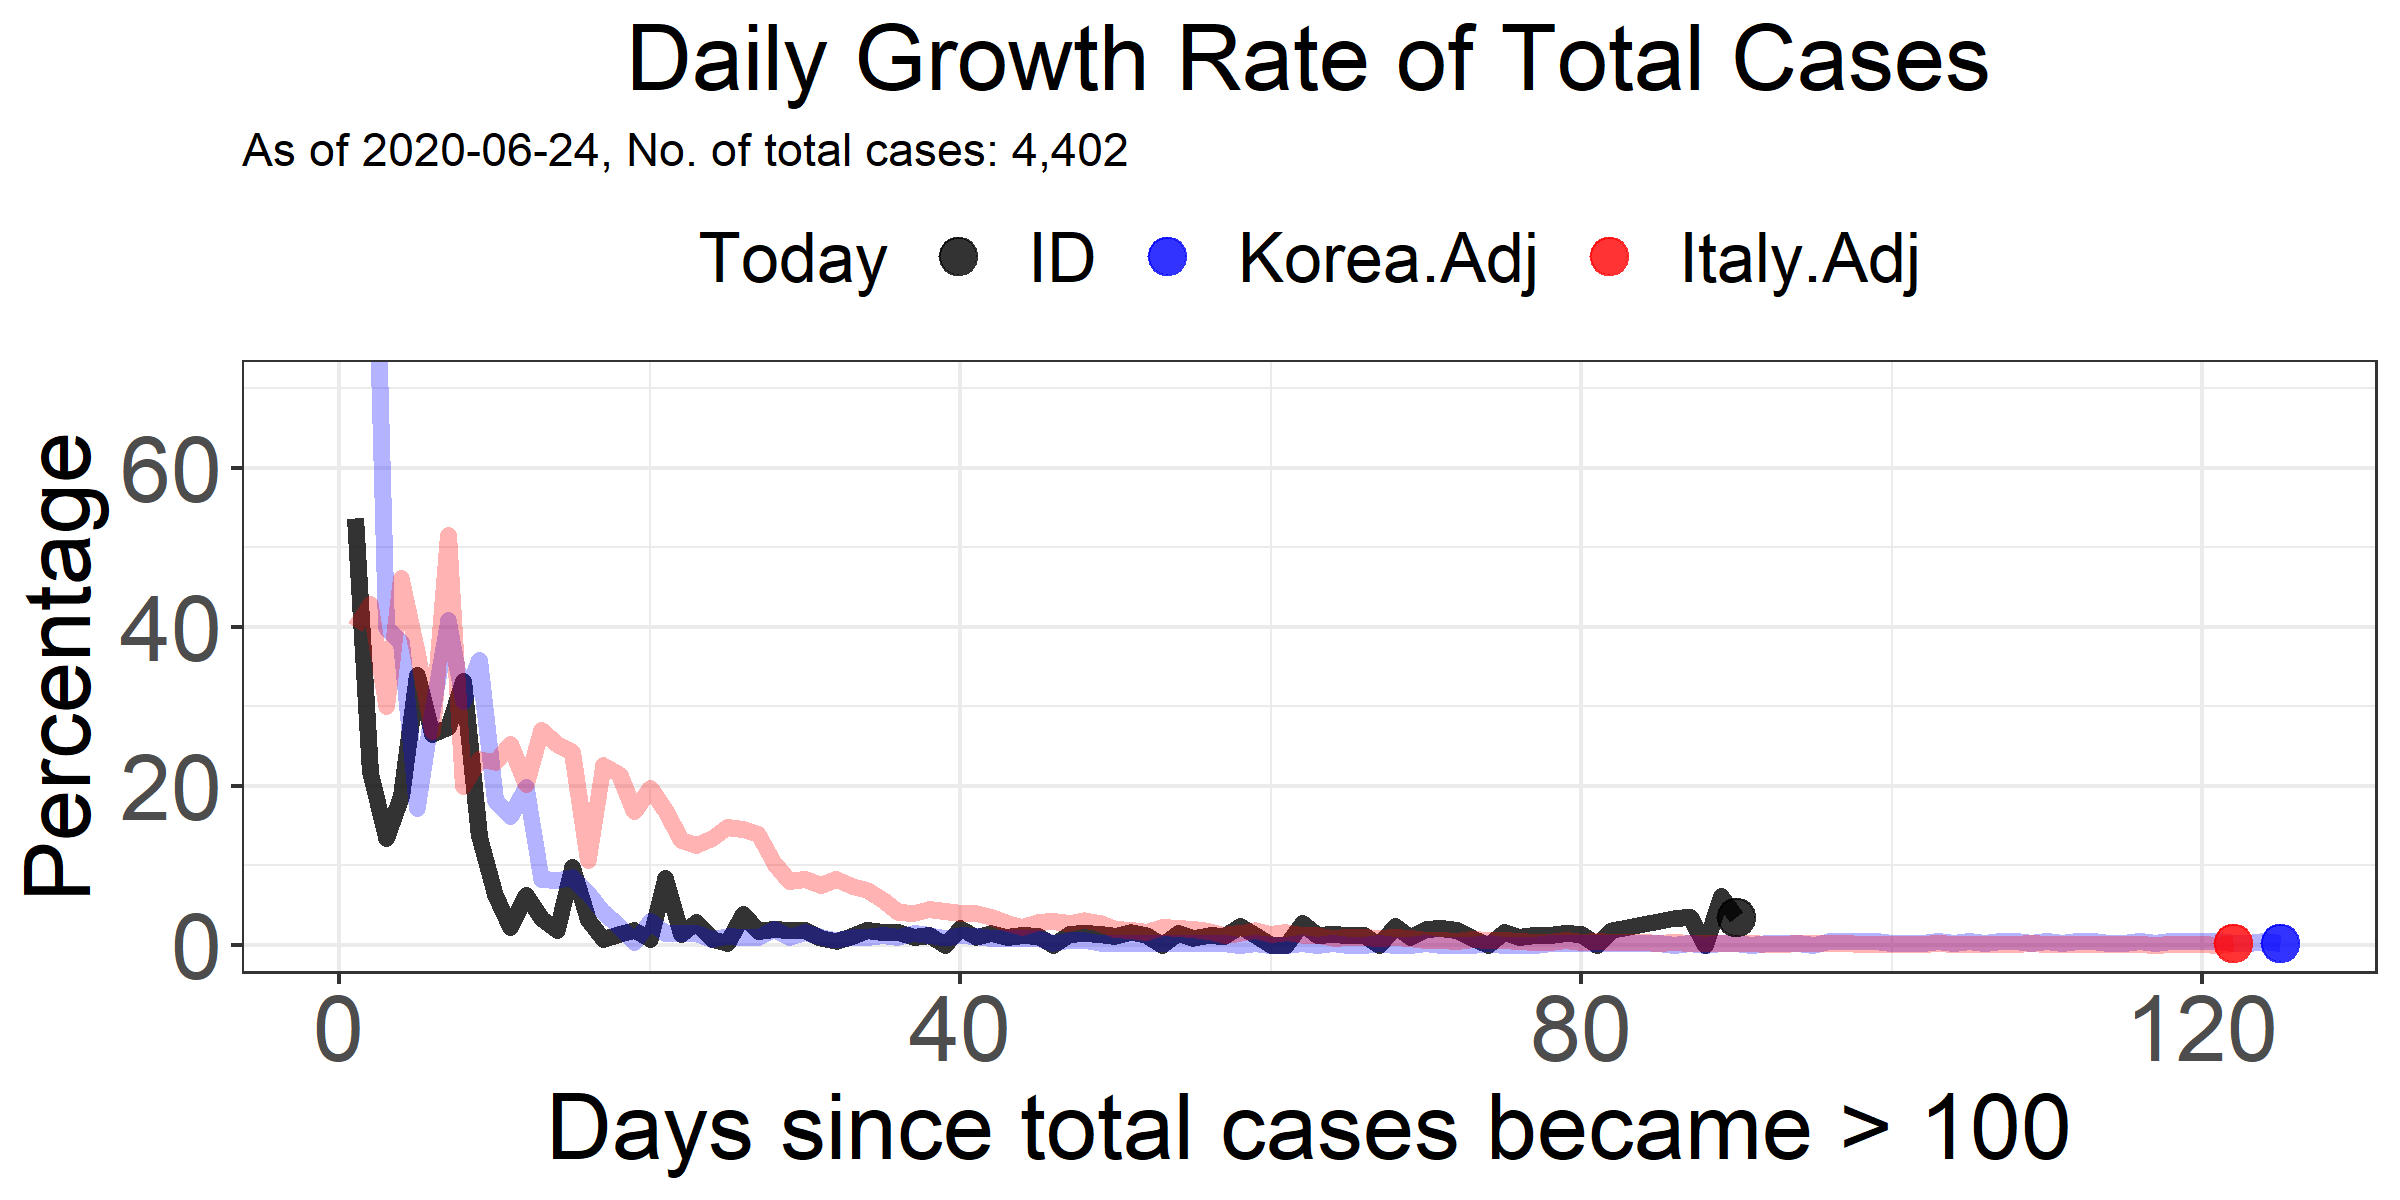 Daily Growth Rate of Total Cases
As of 2020-06-24, No. of total cases: 4,402
Today ID Korea.Adj Italy.Adj
Percentage
60
40
20
0
0 40 80 120
Days since total cases became > 100